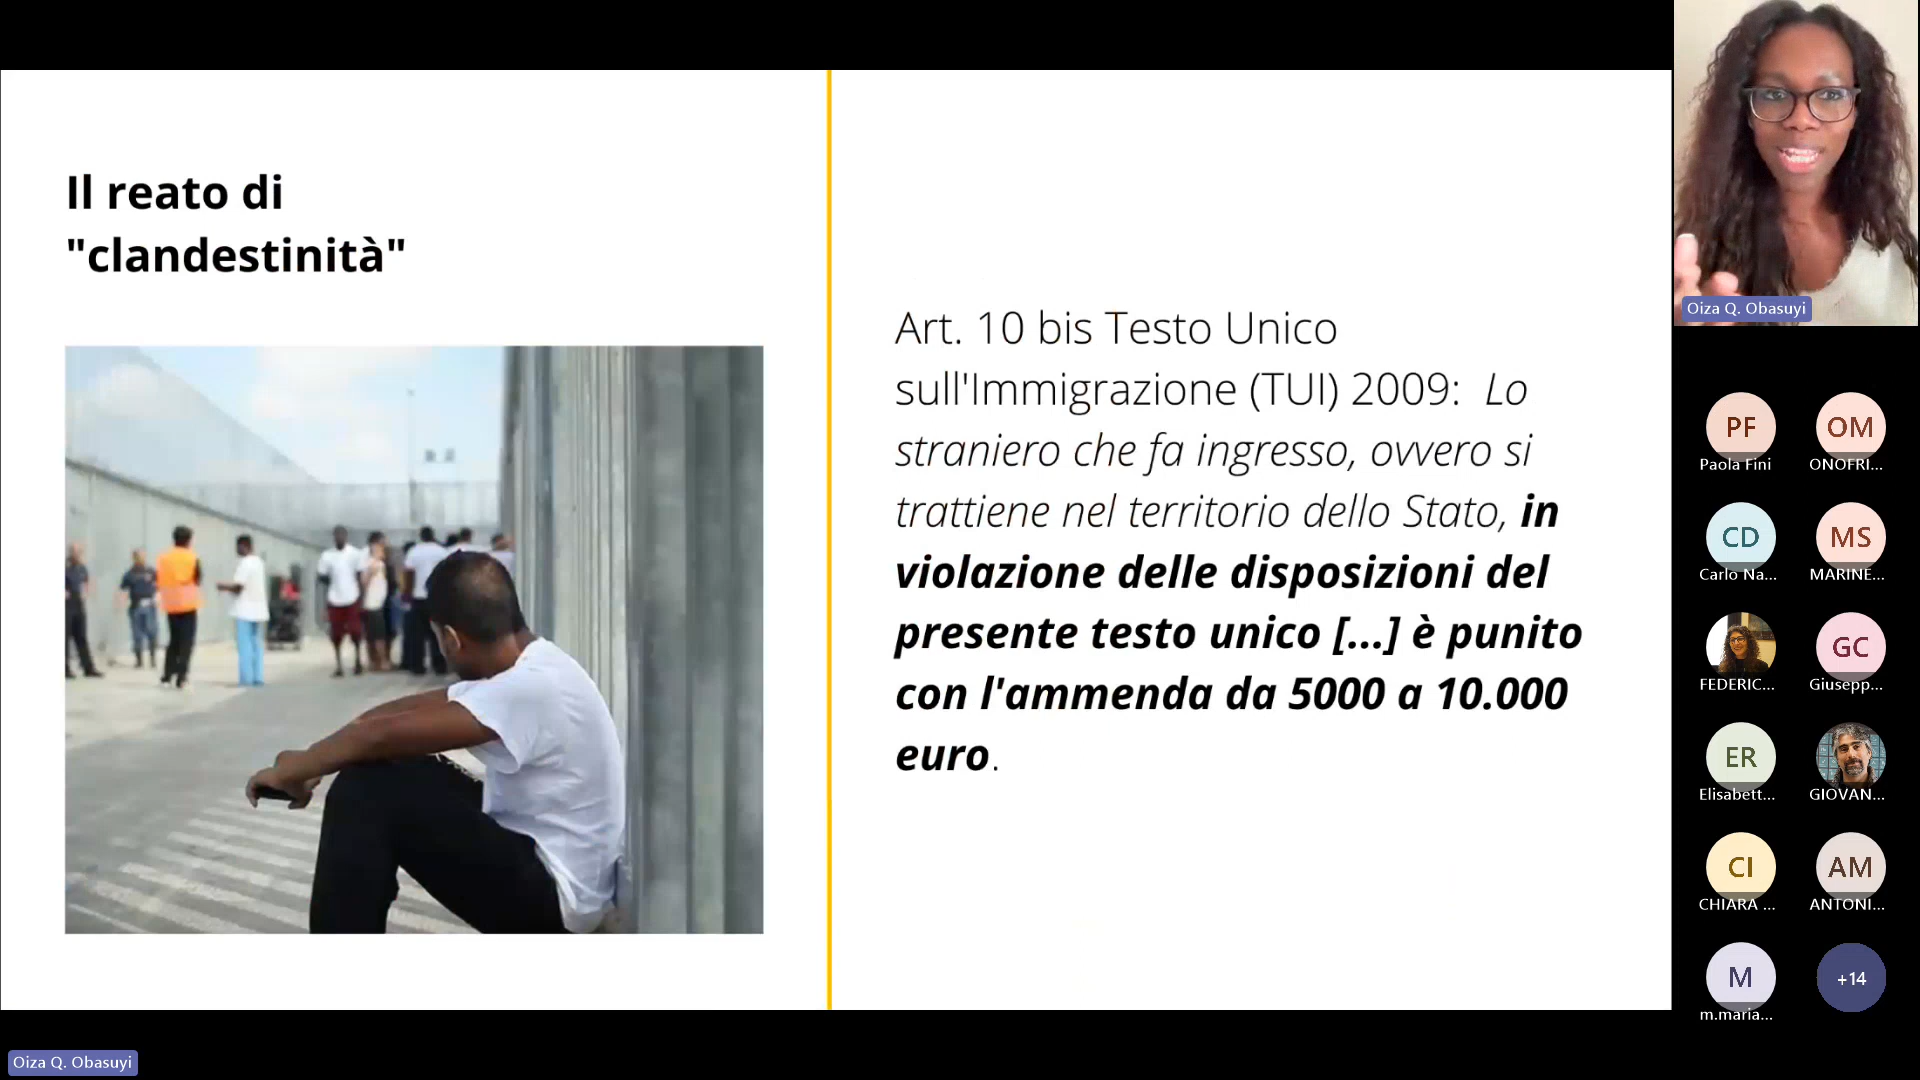 Il reato di
"clandestinità"
Art. 10 bis Testo Unico
sull'Immigrazione (TUI) 2009: Lo
straniero che fa ingresso, ovvero si
trattiene nel territorio dello Stato, in
violazione delle disposizioni del
presente testo unico [...] è punito
con l'ammenda da 5000 a 10.000
euro.
Oiza Q. Obasuyi
PF
Paola Fini
OM
ONOFRI...
CD
Carlo Na...
MS
MARINE...
FEDERIC...
GC
Giusepp...
ER
Elisabett...
GIOVAN...
CI
CHIARA ...
AM
ANTONI...
M
m.maria...
+14
Oiza Q. Obasuyi